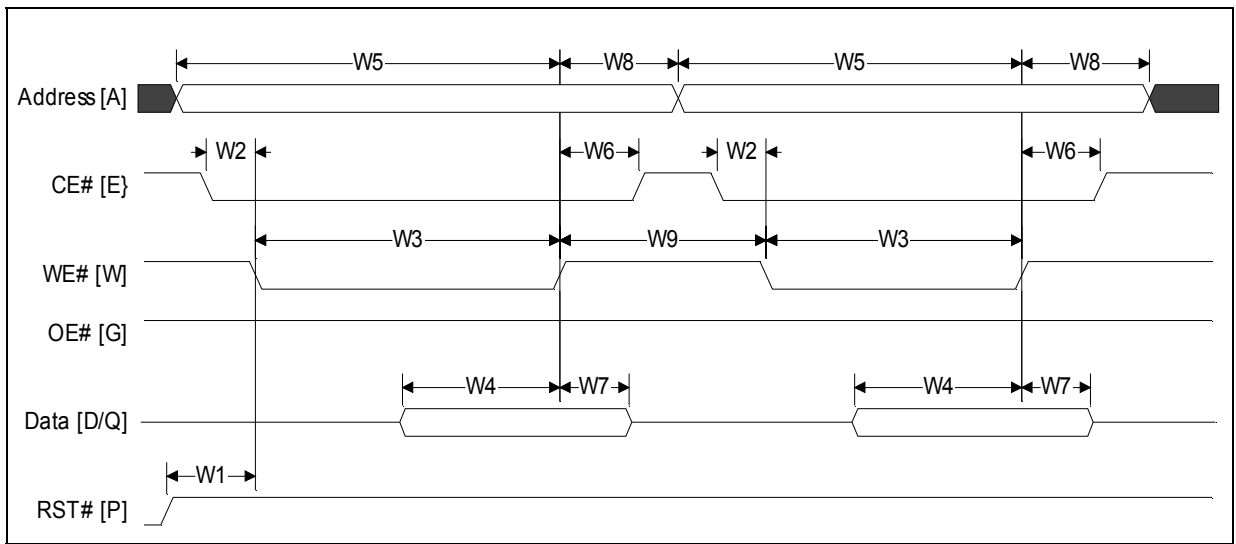 W5 W8 W5 W8
Address [A]
W2 W6 W2 W6
CE# [E}
W3 W9 W3
WE# [W]
OE# [G]
W4 W7 W4 W7
Data [D/Q]
W1
RST# [P]